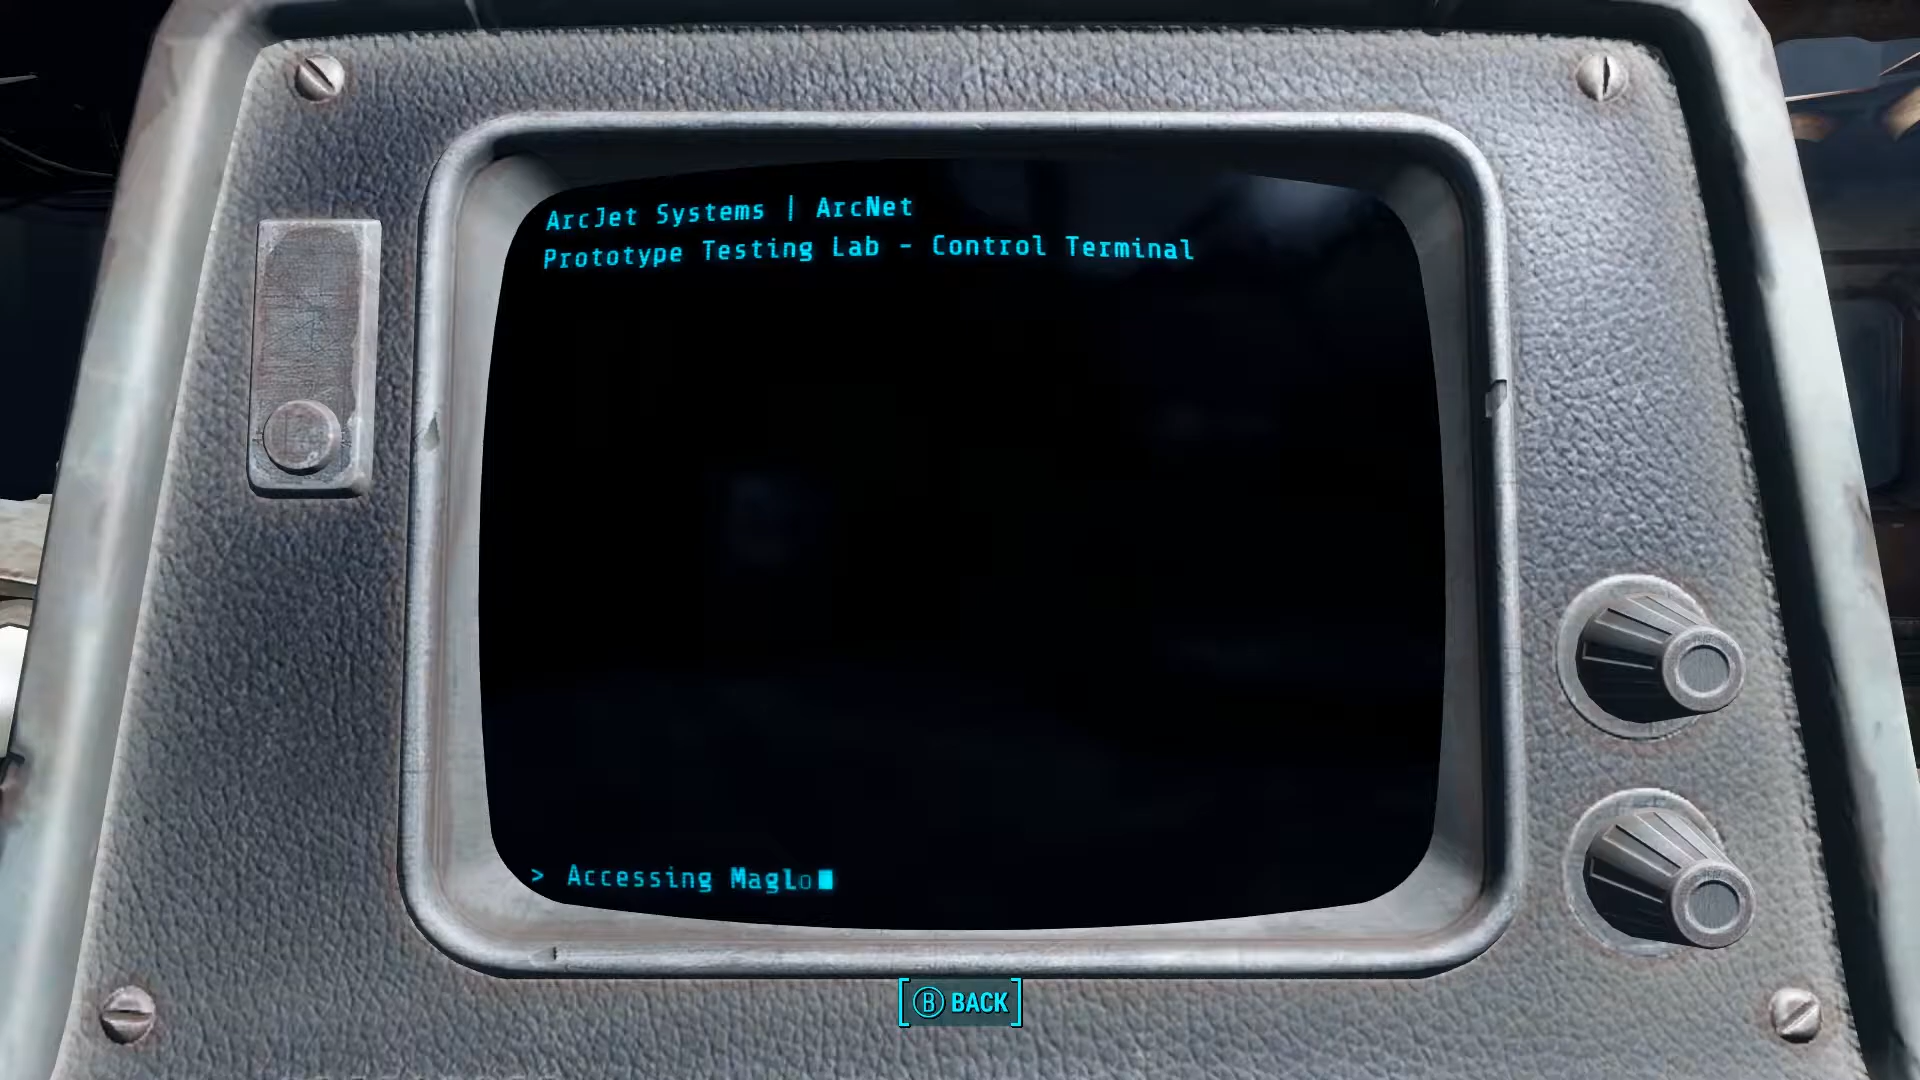 ArcJet Systems | ArcNet
Prototype Testing Lab - Control Terminal
> Accessing Maglo
B BACK